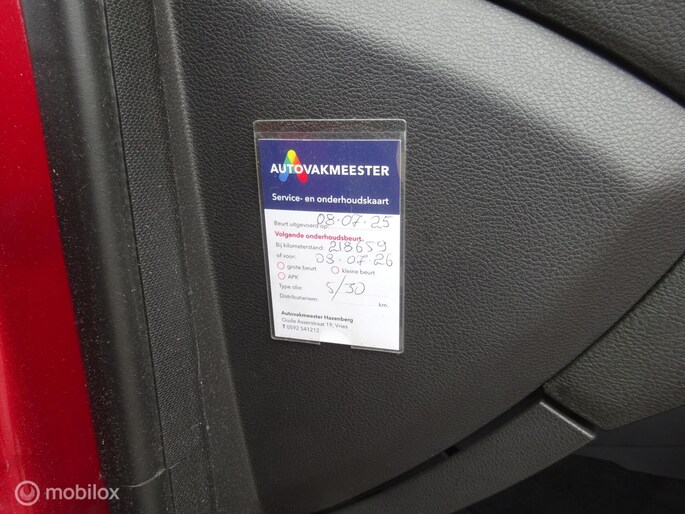 AUTOVAKMEESTER
Service- en onderhoudskaart
Beurt uitgevoerd op: 08-07-25
Volgende onderhoudsbeurt.
Bij kilometerstand: 218659
of voor: 08-07-26
grote beurt kleine beurt
APK
Type olie: 5/30
Distributieriem: km.
Autovakmeester Hazenberg
Oude Asserstraat 19, Vries
T 0592 541212
mobilox